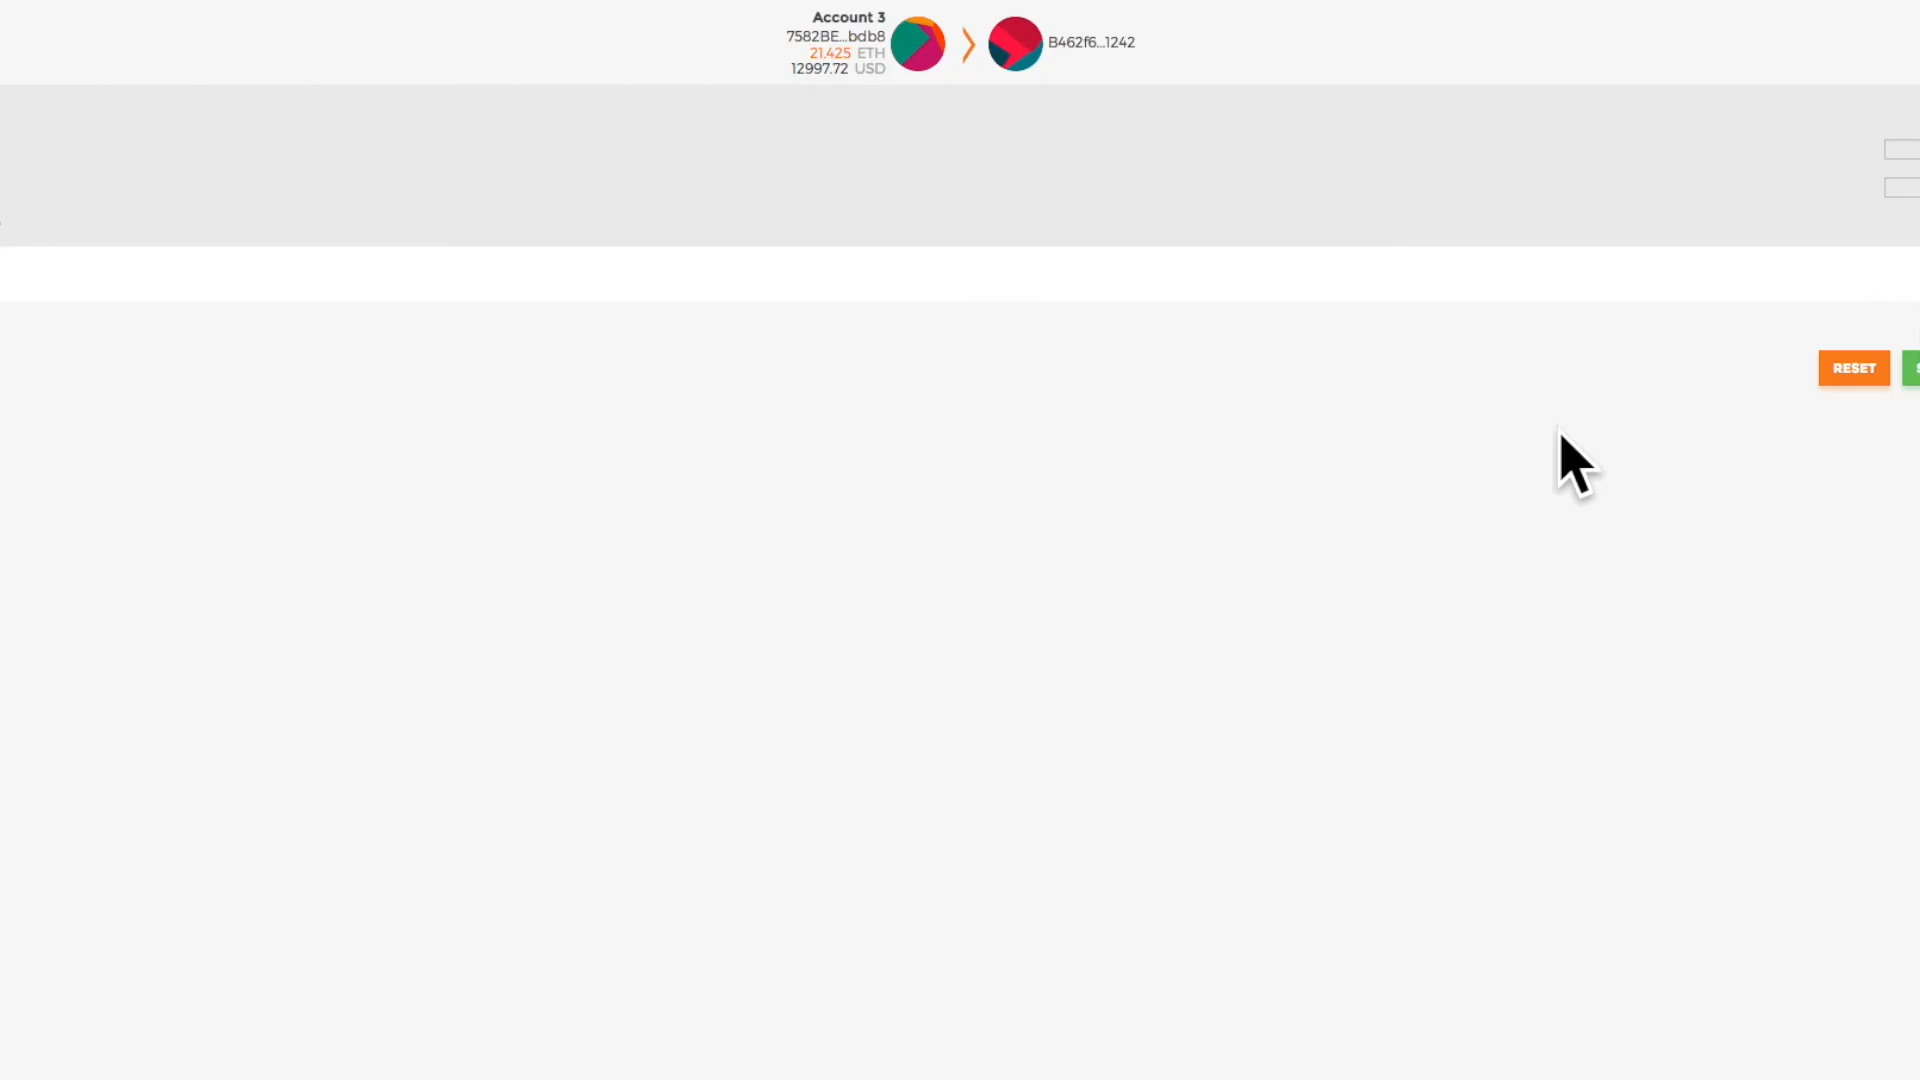 Account 3
7582BE...bdb8
21.425 ETH
12997.72 USD
B462f6...1242
RESET